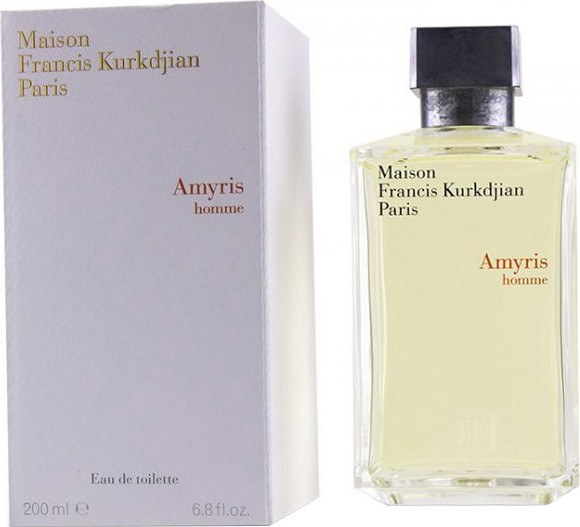 Maison
Francis Kurkdjian
Paris
Amyris
homme
Eau de toilette
200 ml ℮ 6.8 fl.oz.
Maison
Francis Kurkdjian
Paris
Amyris
homme